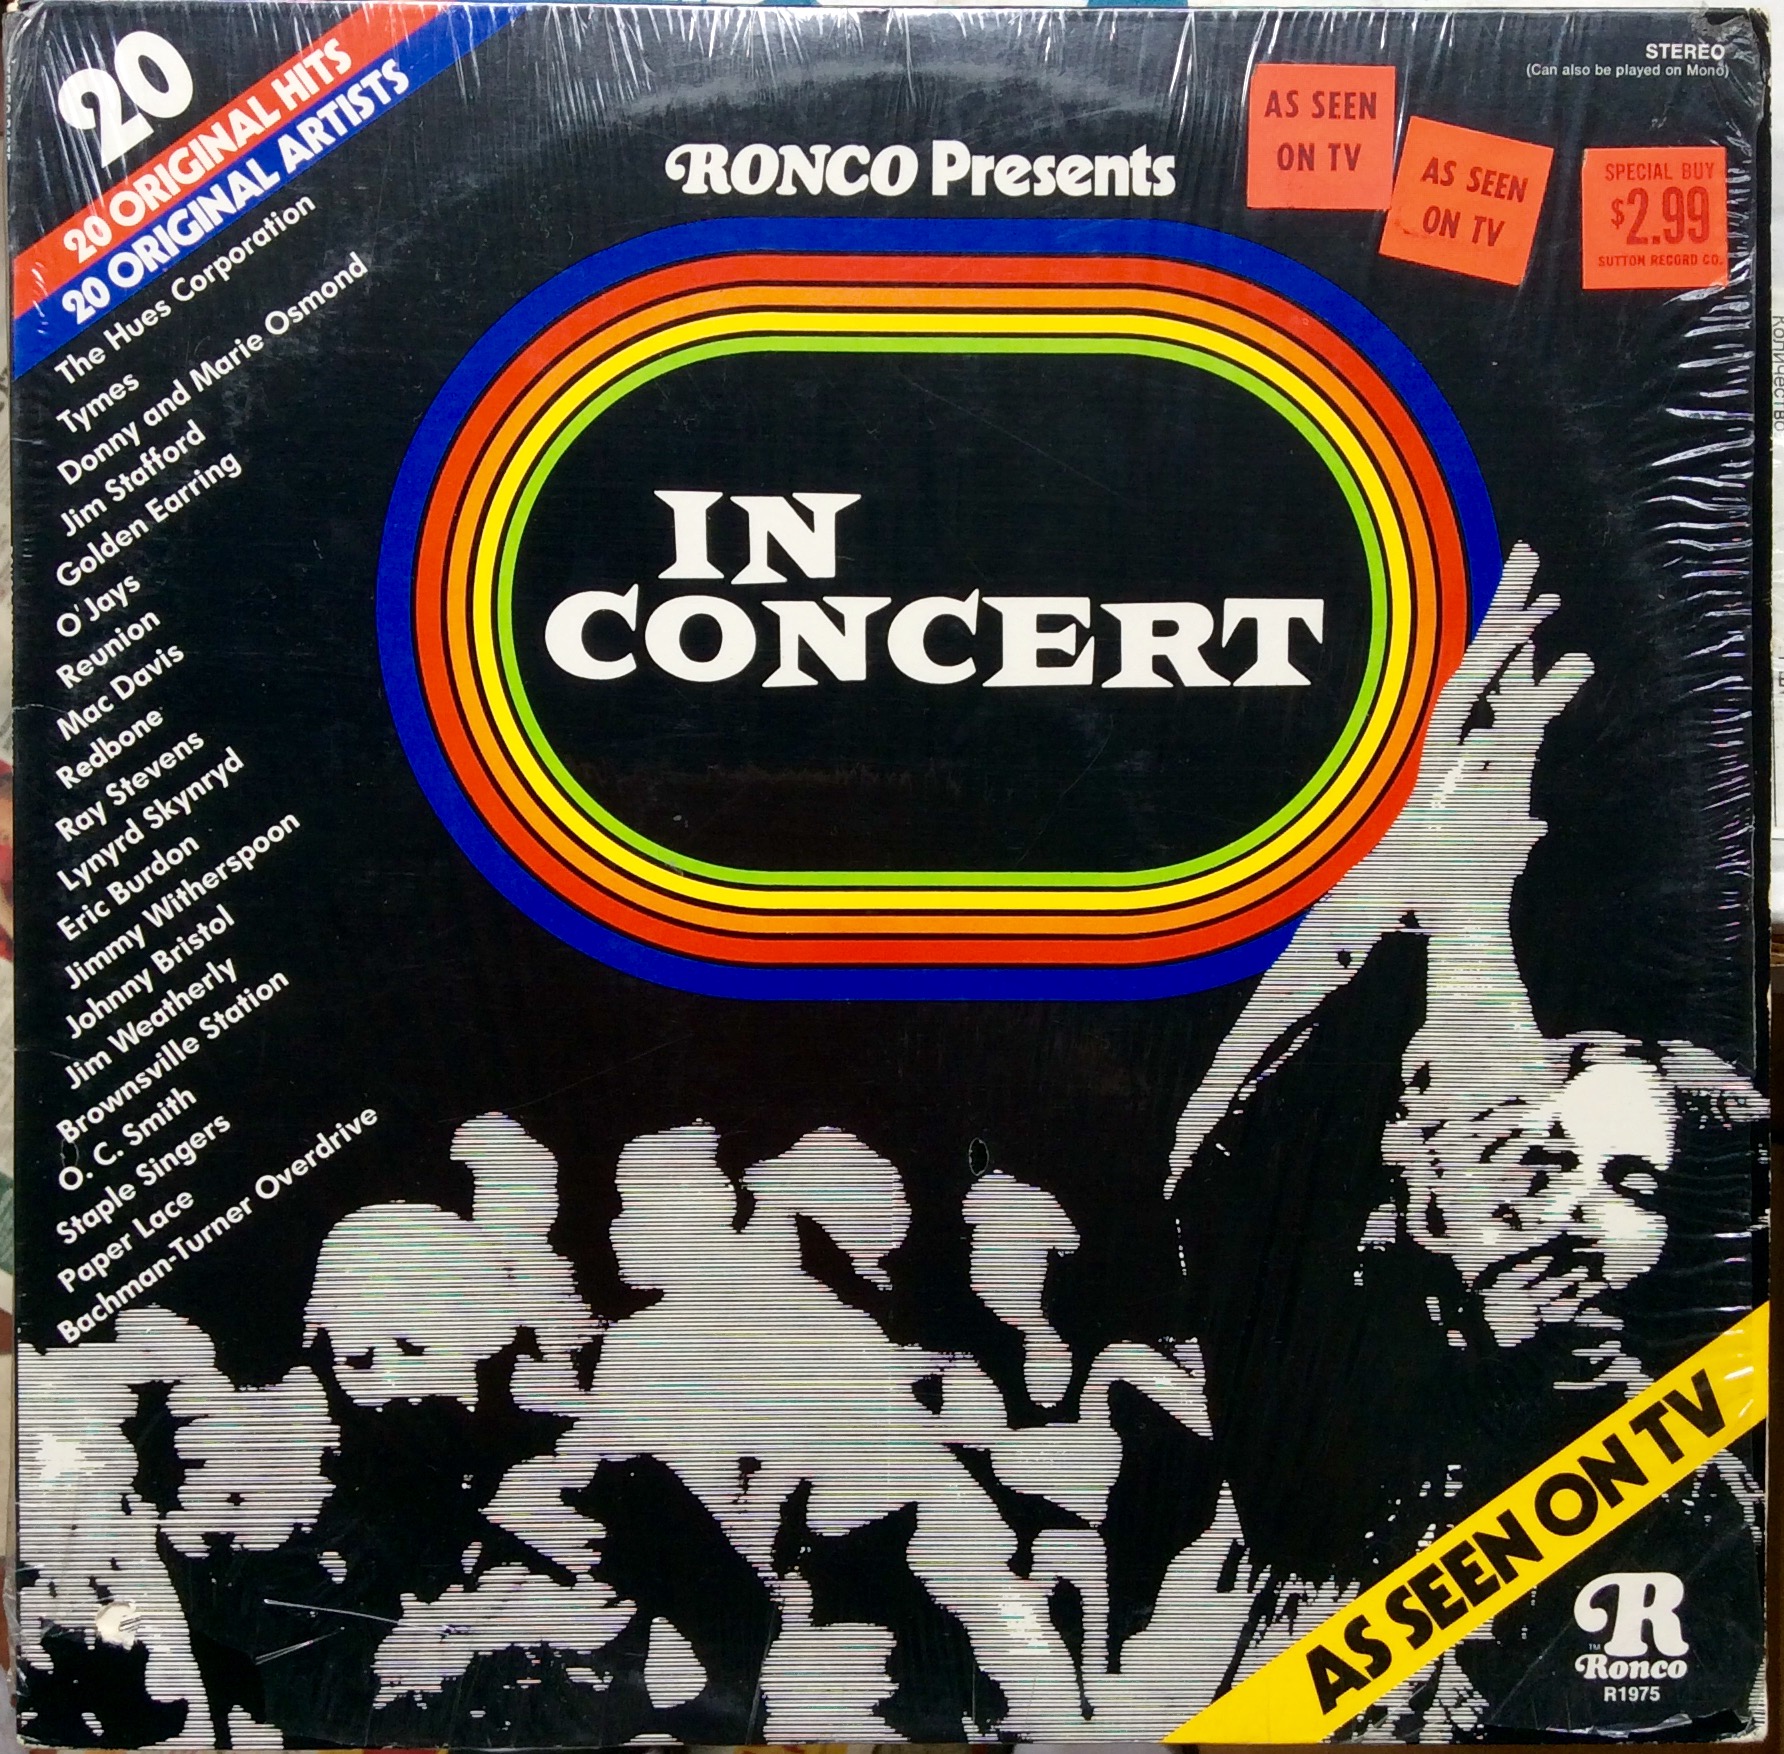 20
20 ORIGINAL HITS
20 ORIGINAL ARTISTS
STEREO
(Can also be played on Mono)
RONCO Presents
AS SEEN
ON TV
AS SEEN
ON TV
SPECIAL BUY
$2.99
SUTTON RECORD CO.
The Hues Corporation
Tymes
Donny and Marie Osmond
Jim Stafford
Golden Earring
O'Jays
Reunion
Mac Davis
Redbone
Ray Stevens
Lynyrd Skynryd
Eric Burdon
Jimmy Witherspoon
Johnny Bristol
Jim Weatherly
Brownsville Station
O. C. Smith
Staple Singers
Paper Lace
Bachman-Turner Overdrive
IN
CONCERT
AS SEEN ON TV
R
TM
Ronco
R1975
количество